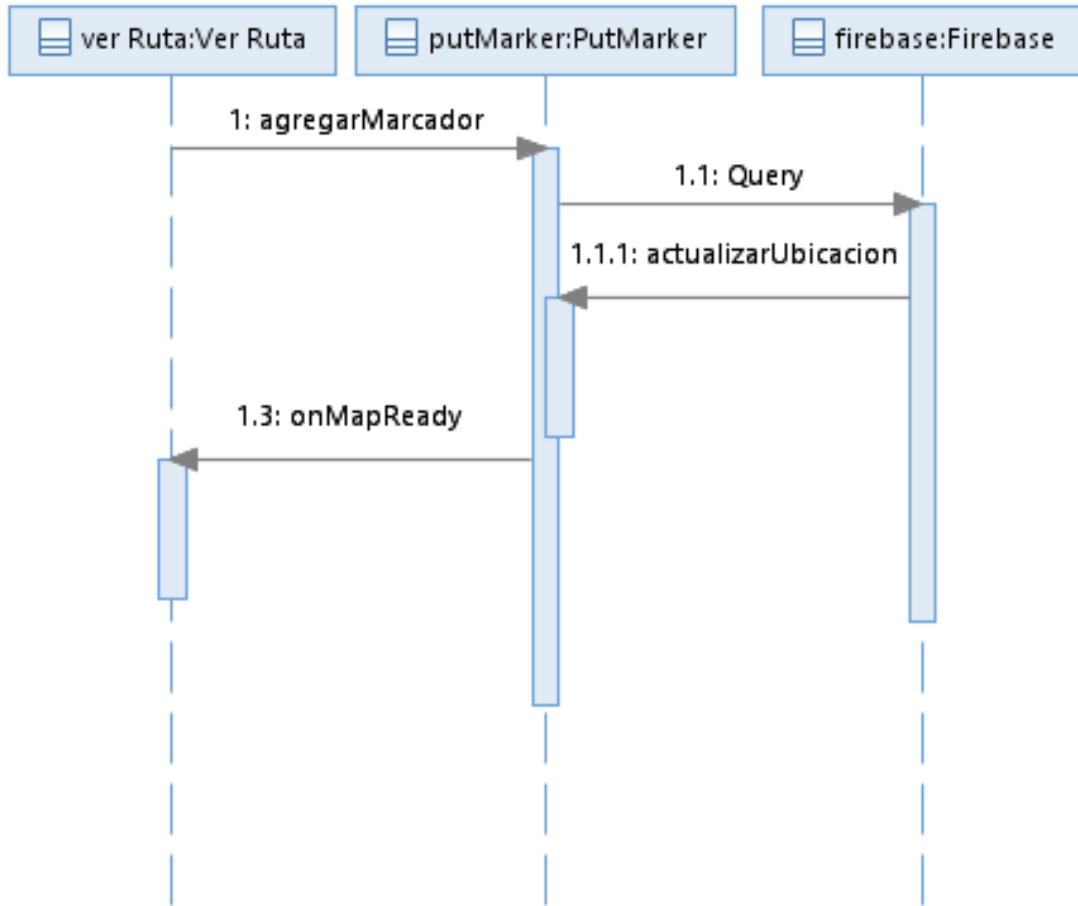 ver Ruta:Ver Ruta
putMarker:PutMarker
firebase:Firebase
1: agregarMarcador
1.1: Query
1.1.1: actualizarUbicacion
1.3: onMapReady